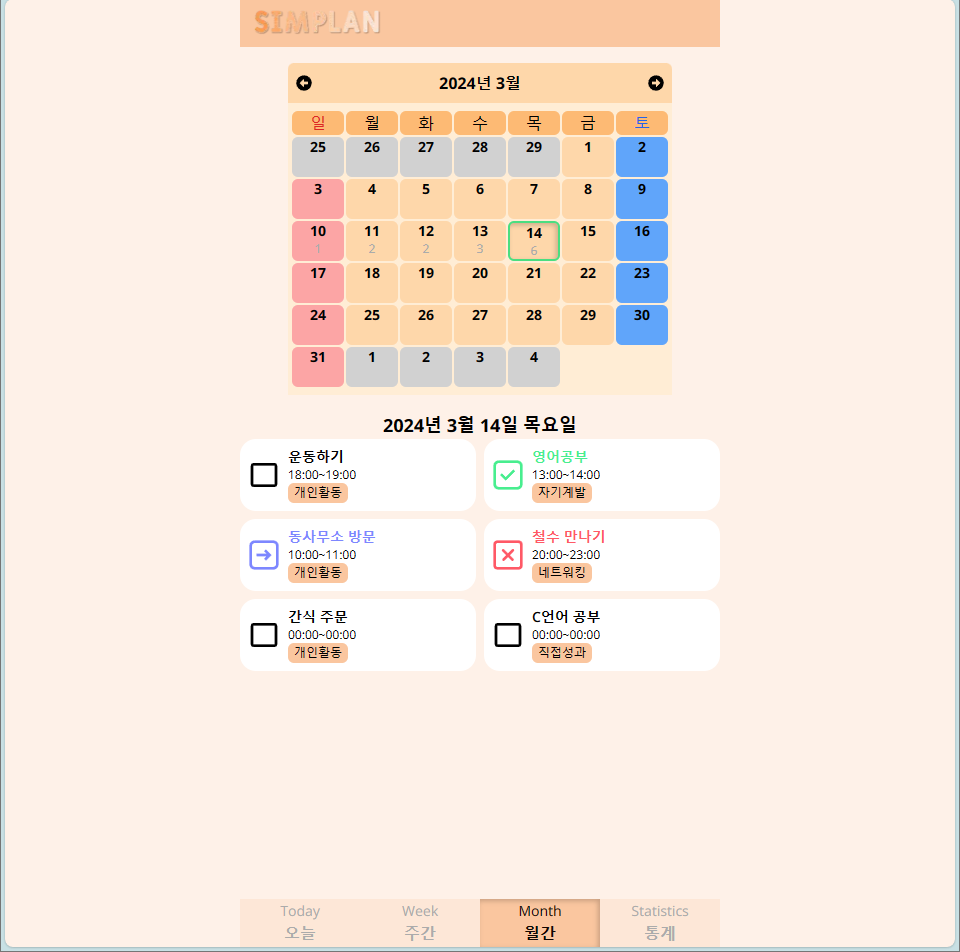 SIMPLAN
2024년 3월
일 월 화 수 목 금 토
25 26 27 28 29 1 2
3 4 5 6 7 8 9
10 11 12 13 14 15 16
1 2 2 3 6
17 18 19 20 21 22 23
24 25 26 27 28 29 30
31 1 2 3 4
2024년 3월 14일 목요일
운동하기
18:00~19:00
개인활동
영어공부
13:00~14:00
자기계발
동사무소 방문
10:00~11:00
개인활동
철수 만나기
20:00~23:00
네트워킹
간식 주문
00:00~00:00
개인활동
C언어 공부
00:00~00:00
직접성과
Today Week Month Statistics
오늘 주간 월간 통계